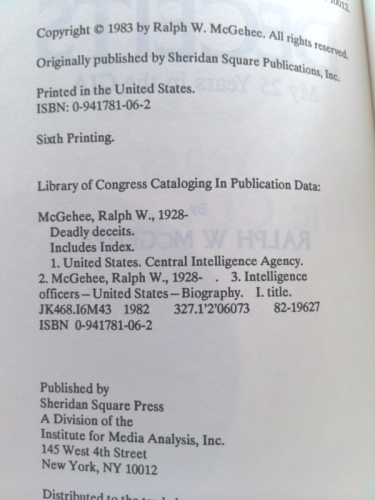 10012.
Copyright © 1983 by Ralph W. McGehee. All rights reserved.
Originally published by Sheridan Square Publications, Inc.
Printed in the United States.
ISBN: 0-941781-06-2
Sixth Printing.
Library of Congress Cataloging In Publication Data:
McGehee, Ralph W., 1928-
Deadly deceits.
Includes Index.
1. United States. Central Intelligence Agency.
2. McGehee, Ralph W., 1928- . 3. Intelligence
officers—United States—Biography. I. title.
JK468.I6M43 1982 327.1'2'06073 82-19627
ISBN 0-941781-06-2
Published by
Sheridan Square Press
A Division of the
Institute for Media Analysis, Inc.
145 West 4th Street
New York, NY 10012
Distributed to the